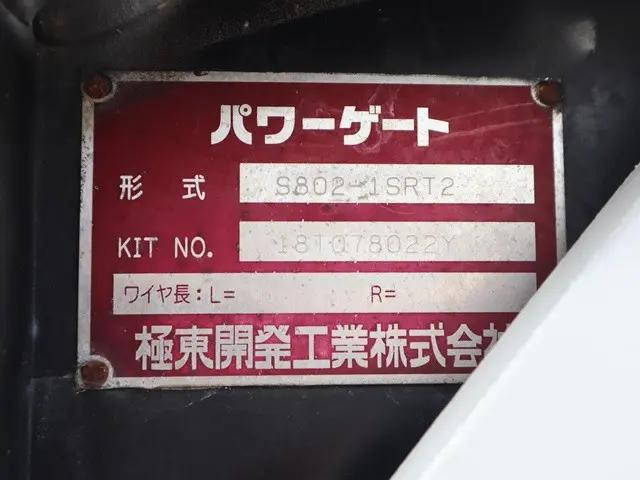 パワーゲート
形 式 S802-1SRT2
KIT NO. 181078022Y
ワイヤ長:L= R=
極東開発工業株式会